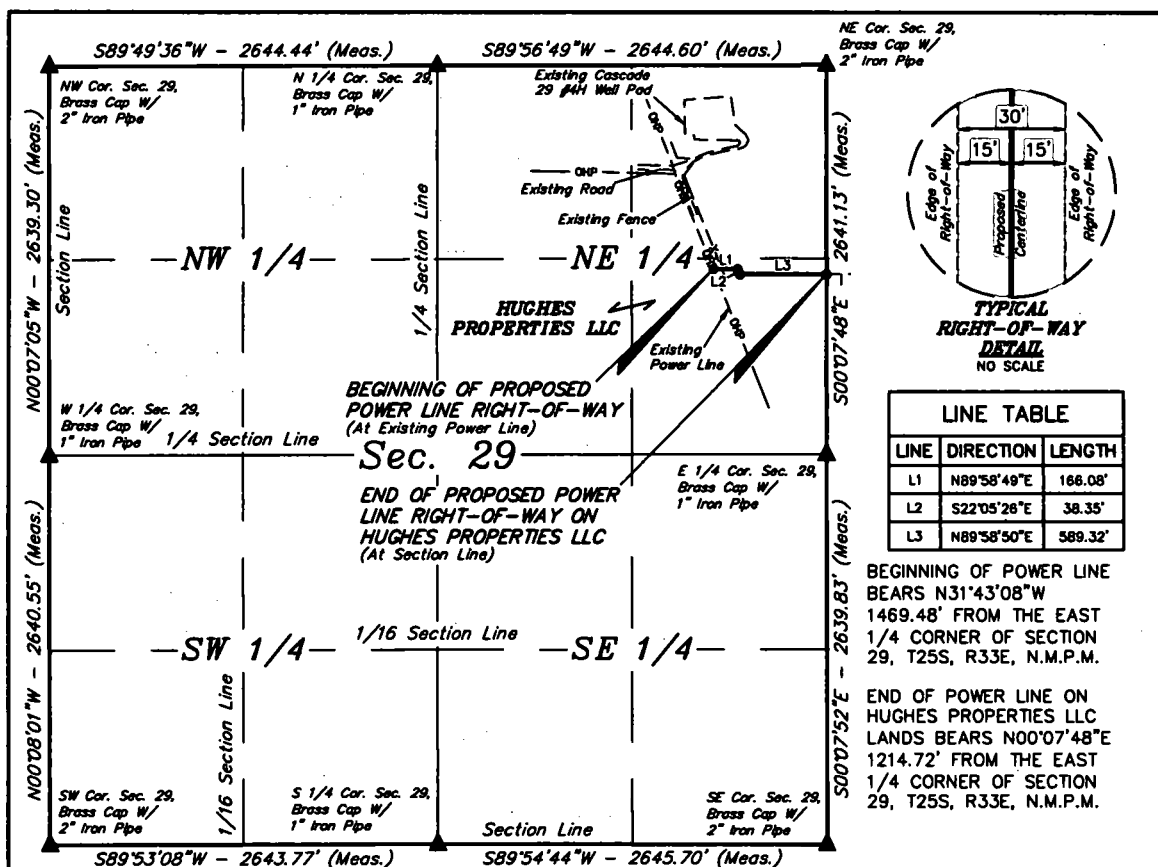 S89°49'36"W - 2644.44' (Meas.)
S89°56'49"W - 2644.60' (Meas.)
NE Cor. Sec. 29,
Brass Cap W/
2" Iron Pipe
NW Cor. Sec. 29,
Brass Cap W/
2" Iron Pipe
N 1/4 Cor. Sec. 29,
Brass Cap W/
1" Iron Pipe
Existing Cascade
29 #4H Well Pad
OHP
OHP
Existing Road
Existing Fence
OHP
OHP
N00°07'05"W - 2639.30' (Meas.)
Section Line
1/4 Section Line
S00°07'48"E - 2641.13' (Meas.)
NW 1/4
NE 1/4
L1
L2
L3
HUGHES
PROPERTIES LLC
Existing
Power Line
OHP
BEGINNING OF PROPOSED
POWER LINE RIGHT-OF-WAY
(At Existing Power Line)
W 1/4 Cor. Sec. 29,
Brass Cap W/
1" Iron Pipe
1/4 Section Line
Sec. 29
E 1/4 Cor. Sec. 29,
Brass Cap W/
1" Iron Pipe
END OF PROPOSED POWER
LINE RIGHT-OF-WAY ON
HUGHES PROPERTIES LLC
(At Section Line)
N00°08'01"W - 2640.55' (Meas.)
1/16 Section Line
S00°07'52"E - 2639.83' (Meas.)
SW 1/4
SE 1/4
1/16 Section Line
SW Cor. Sec. 29,
Brass Cap W/
2" Iron Pipe
S 1/4 Cor. Sec. 29,
Brass Cap W/
1" Iron Pipe
Section Line
SE Cor. Sec. 29,
Brass Cap W/
2" Iron Pipe
S89°53'08"W - 2643.77' (Meas.)
S89°54'44"W - 2645.70' (Meas.)
30'
15'
15'
Edge of
Right-of-Way
Proposed
Centerline
Edge of
Right-of-Way
TYPICAL
RIGHT-OF-WAY
DETAIL
NO SCALE
LINE TABLE
LINE DIRECTION LENGTH
L1 N89°58'49"E 166.08'
L2 S22°05'26"E 38.35'
L3 N89°58'50"E 589.32'
BEGINNING OF POWER LINE
BEARS N31°43'08"W
1469.48' FROM THE EAST
1/4 CORNER OF SECTION
29, T25S, R33E, N.M.P.M.
END OF POWER LINE ON
HUGHES PROPERTIES LLC
LANDS BEARS N00°07'48"E
1214.72' FROM THE EAST
1/4 CORNER OF SECTION
29, T25S, R33E, N.M.P.M.